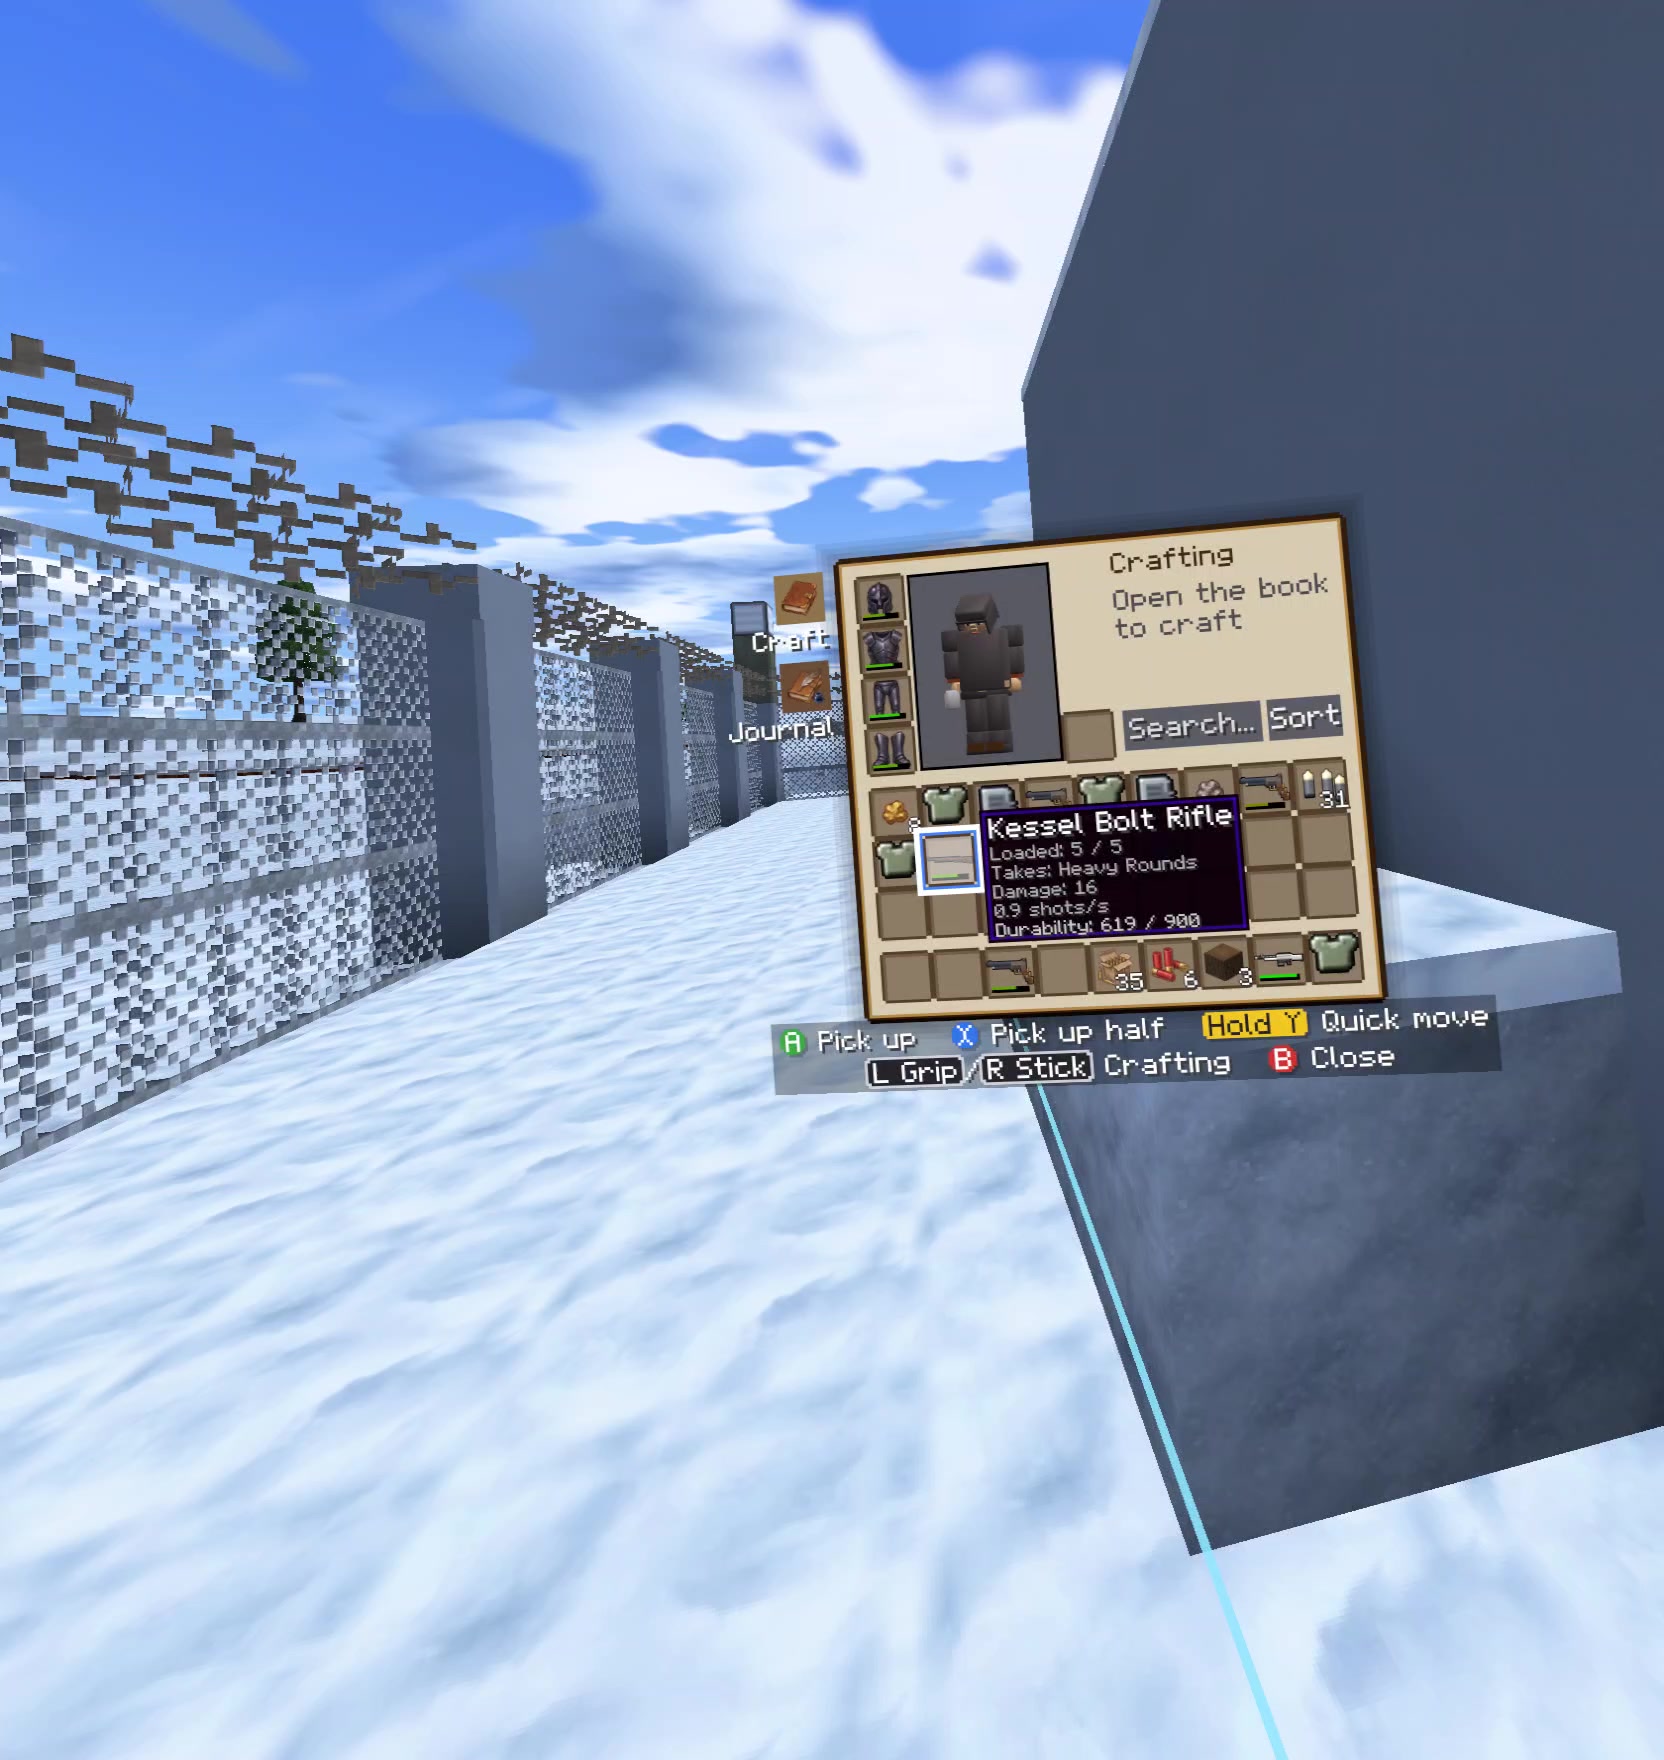 Crafting
Open the book
to craft
Craft
Journal
Search...
Sort
31
8
Kessel Bolt Rifle
Loaded: 5 / 5
Takes: Heavy Rounds
Damage: 16
0.9 shots/s
Durability: 619 / 900
35
6
3
A Pick up X Pick up half Hold Y Quick move
L Grip/R Stick Crafting B Close